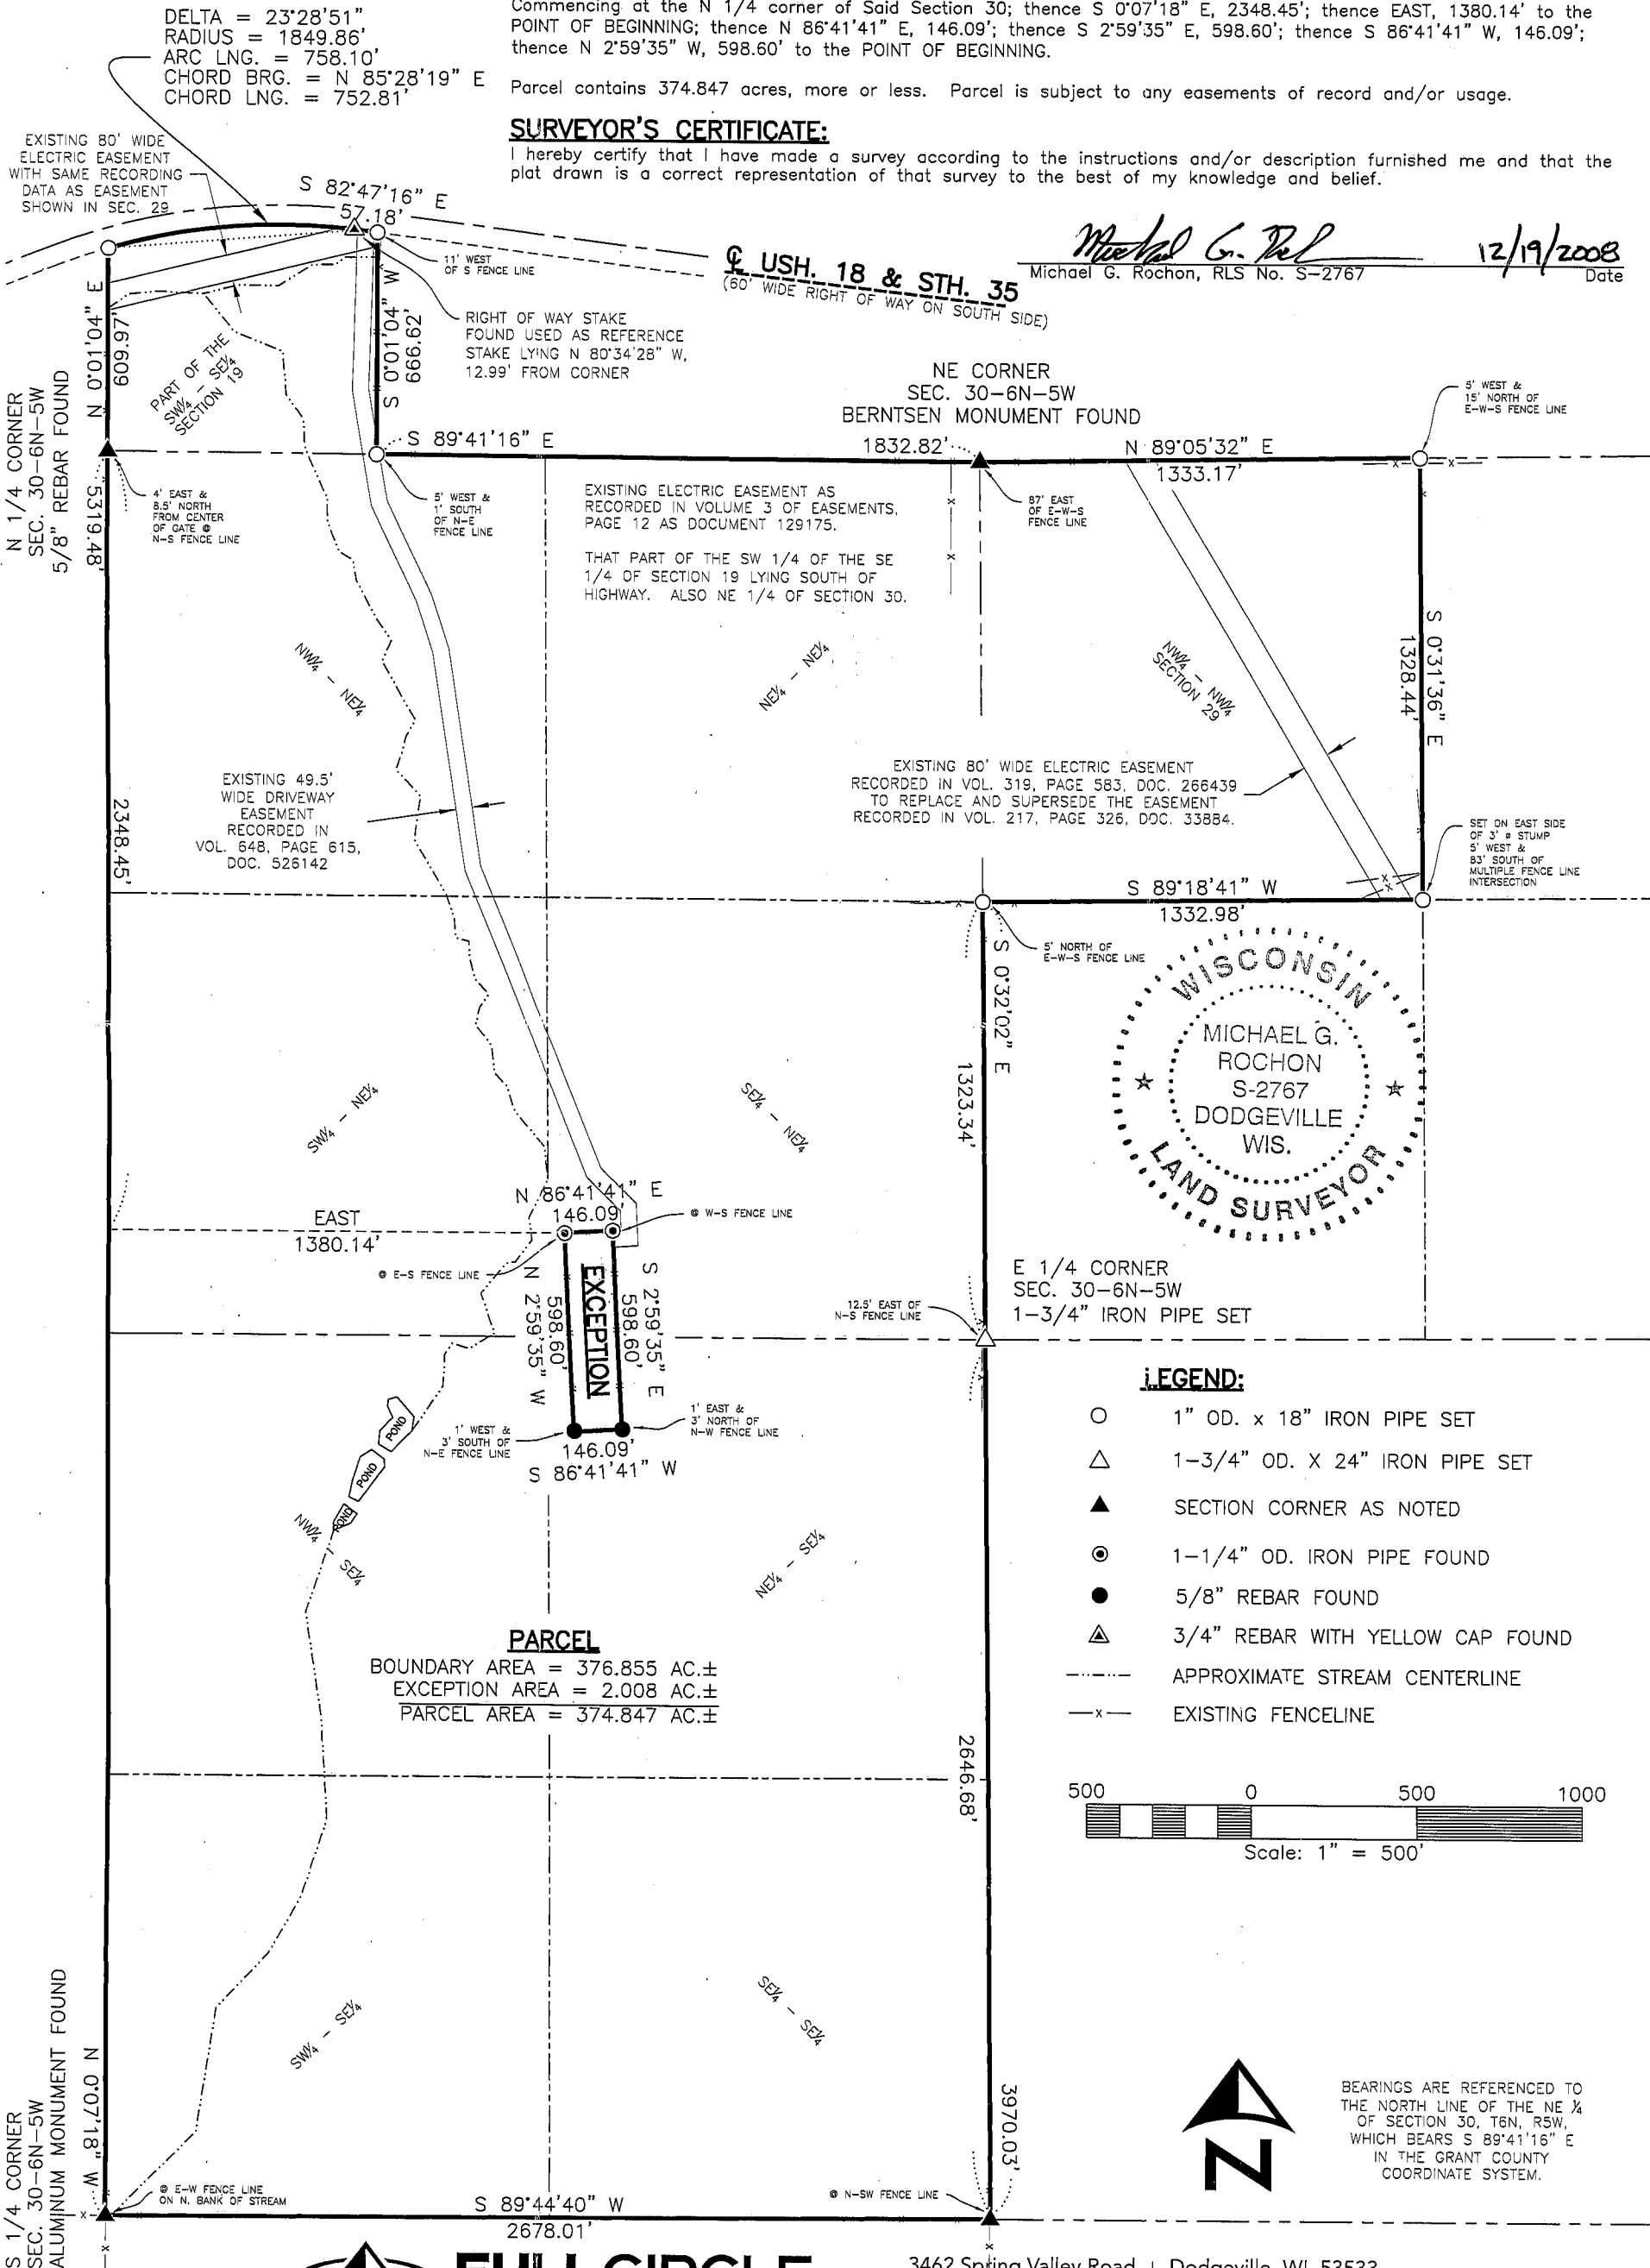 DELTA = 23°28'51"
RADIUS = 1849.86'
ARC LNG. = 758.10'
CHORD BRG. = N 85°28'19" E
CHORD LNG. = 752.81'
Commencing at the N 1/4 corner of Said Section 30; thence S 0°07'18" E, 2348.45'; thence EAST, 1380.14' to the
POINT OF BEGINNING; thence N 86°41'41" E, 146.09'; thence S 2°59'35" E, 598.60'; thence S 86°41'41" W, 146.09';
thence N 2°59'35" W, 598.60' to the POINT OF BEGINNING.
Parcel contains 374.847 acres, more or less. Parcel is subject to any easements of record and/or usage.
SURVEYOR'S CERTIFICATE:
I hereby certify that I have made a survey according to the instructions and/or description furnished me and that the
plat drawn is a correct representation of that survey to the best of my knowledge and belief.
12/19/2008
Michael G. Rochon, RLS No. S-2767
Date
EXISTING 80' WIDE
ELECTRIC EASEMENT
WITH SAME RECORDING
DATA AS EASEMENT
SHOWN IN SEC. 29
S 82°47'16" E
57.18'
11' WEST
OF S FENCE LINE
℄ USH. 18 & STH. 35
(60' WIDE RIGHT OF WAY ON SOUTH SIDE)
RIGHT OF WAY STAKE
FOUND USED AS REFERENCE
STAKE LYING N 80°34'28" W,
12.99' FROM CORNER
N 0°01'04" E
609.97'
PART OF THE
SW¼ - SE¼
SECTION 19
S 0°01'04" W
666.62'
N 1/4 CORNER
SEC. 30-6N-5W
5/8" REBAR FOUND
NE CORNER
SEC. 30-6N-5W
BERNTSEN MONUMENT FOUND
5' WEST &
15' NORTH OF
E-W-S FENCE LINE
S 89°41'16" E
1832.82'
N 89°05'32" E
1333.17'
4' EAST &
8.5' NORTH
FROM CENTER
OF GATE @
N-S FENCE LINE
5319.48'
5' WEST &
1' SOUTH
OF N-E
FENCE LINE
EXISTING ELECTRIC EASEMENT AS
RECORDED IN VOLUME 3 OF EASEMENTS,
PAGE 12 AS DOCUMENT 129175.
THAT PART OF THE SW 1/4 OF THE SE
1/4 OF SECTION 19 LYING SOUTH OF
HIGHWAY. ALSO NE 1/4 OF SECTION 30.
87' EAST
OF E-W-S
FENCE LINE
S 0°31'36" E
1328.44'
NW¼ - NE¼
NE¼ - NE¼
NW¼ - NW¼
SECTION 29
EXISTING 49.5'
WIDE DRIVEWAY
EASEMENT
RECORDED IN
VOL. 648, PAGE 615,
DOC. 526142
EXISTING 80' WIDE ELECTRIC EASEMENT
RECORDED IN VOL. 319, PAGE 583, DOC. 266439
TO REPLACE AND SUPERSEDE THE EASEMENT
RECORDED IN VOL. 217, PAGE 326, DOC. 33884.
2348.45'
SET ON EAST SIDE
OF 3' ø STUMP
5' WEST &
83' SOUTH OF
MULTIPLE FENCE LINE
INTERSECTION
S 89°18'41" W
1332.98'
5' NORTH OF
E-W-S FENCE LINE
S 0°32'02" E
1323.34'
WISCONSIN
MICHAEL G.
ROCHON
S-2767
DODGEVILLE
WIS.
LAND SURVEYOR
SW¼ - NE¼
SE¼ - NE¼
N 86°41'41" E
146.09'
@ W-S FENCE LINE
EAST
1380.14'
@ E-S FENCE LINE
N 2°59'35" W
598.60'
EXCEPTION
598.60'
S 2°59'35" E
12.5' EAST OF
N-S FENCE LINE
E 1/4 CORNER
SEC. 30-6N-5W
1-3/4" IRON PIPE SET
1' WEST &
3' SOUTH OF
N-E FENCE LINE
146.09'
S 86°41'41" W
1' EAST &
3' NORTH OF
N-W FENCE LINE
POND
POND
POND
NW¼ - SE¼
NE¼ - SE¼
LEGEND:
1" OD. x 18" IRON PIPE SET
1-3/4" OD. X 24" IRON PIPE SET
SECTION CORNER AS NOTED
1-1/4" OD. IRON PIPE FOUND
5/8" REBAR FOUND
3/4" REBAR WITH YELLOW CAP FOUND
APPROXIMATE STREAM CENTERLINE
EXISTING FENCELINE
PARCEL
BOUNDARY AREA = 376.855 AC.±
EXCEPTION AREA = 2.008 AC.±
PARCEL AREA = 374.847 AC.±
2646.68'
500 0 500 1000
Scale: 1" = 500'
SW¼ - SE¼
SE¼ - SE¼
S 1/4 CORNER
SEC. 30-6N-5W
ALUMINUM MONUMENT FOUND
N 0°07'18" W
3970.03'
N
BEARINGS ARE REFERENCED TO
THE NORTH LINE OF THE NE ¼
OF SECTION 30, T6N, R5W,
WHICH BEARS S 89°41'16" E
IN THE GRANT COUNTY
COORDINATE SYSTEM.
@ E-W FENCE LINE
ON N. BANK OF STREAM
S 89°44'40" W
2678.01'
@ N-SW FENCE LINE
FULL CIRCLE
3462 Spring Valley Road | Dodgeville, WI 53533